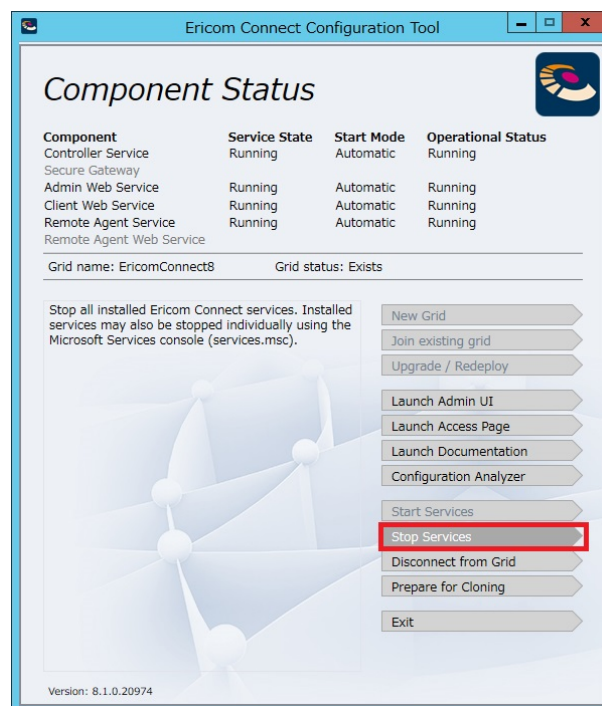 Ericom Connect Configuration Tool
Component Status
Component Service State Start Mode Operational Status
Controller Service Running Automatic Running
Secure Gateway
Admin Web Service Running Automatic Running
Client Web Service Running Automatic Running
Remote Agent Service Running Automatic Running
Remote Agent Web Service
Grid name: EricomConnect8 Grid status: Exists
Stop all installed Ericom Connect services. Installed
services may also be stopped individually using the
Microsoft Services console (services.msc).
New Grid
Join existing grid
Upgrade / Redeploy
Launch Admin UI
Launch Access Page
Launch Documentation
Configuration Analyzer
Start Services
Stop Services
Disconnect from Grid
Prepare for Cloning
Exit
Version: 8.1.0.20974